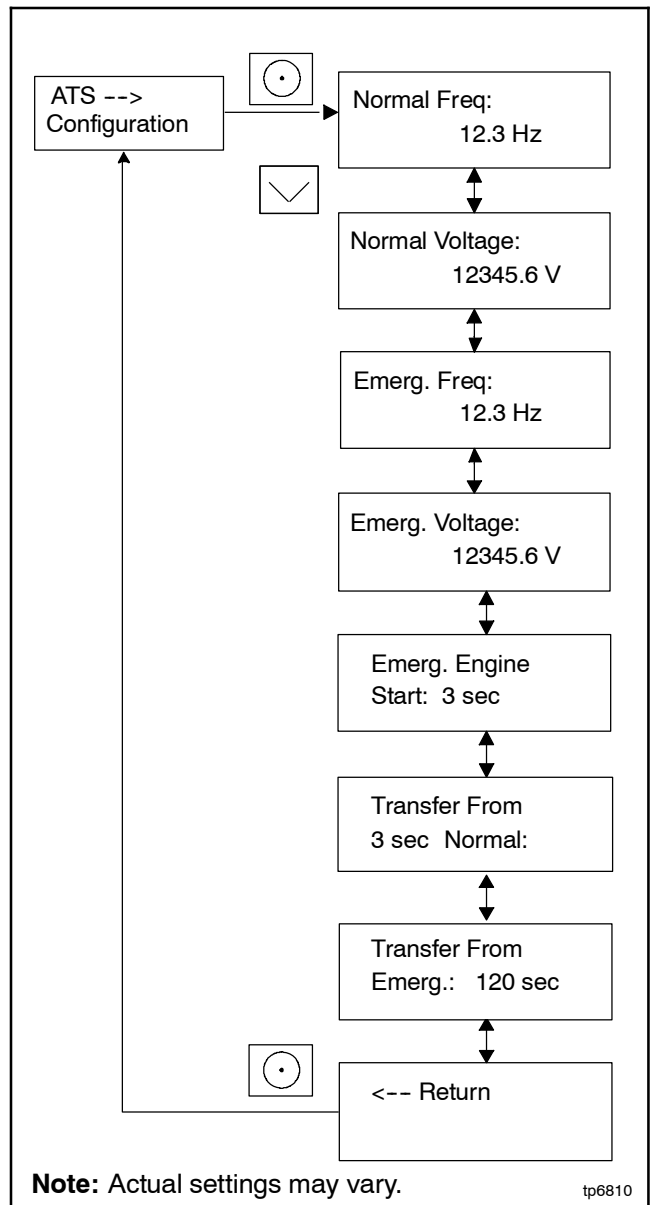 ATS -->
Configuration
Normal Freq:
12.3 Hz
Normal Voltage:
12345.6 V
Emerg. Freq:
12.3 Hz
Emerg. Voltage:
12345.6 V
Emerg. Engine
Start: 3 sec
Transfer From
3 sec Normal:
Transfer From
Emerg.: 120 sec
<-- Return
Note: Actual settings may vary.
tp6810